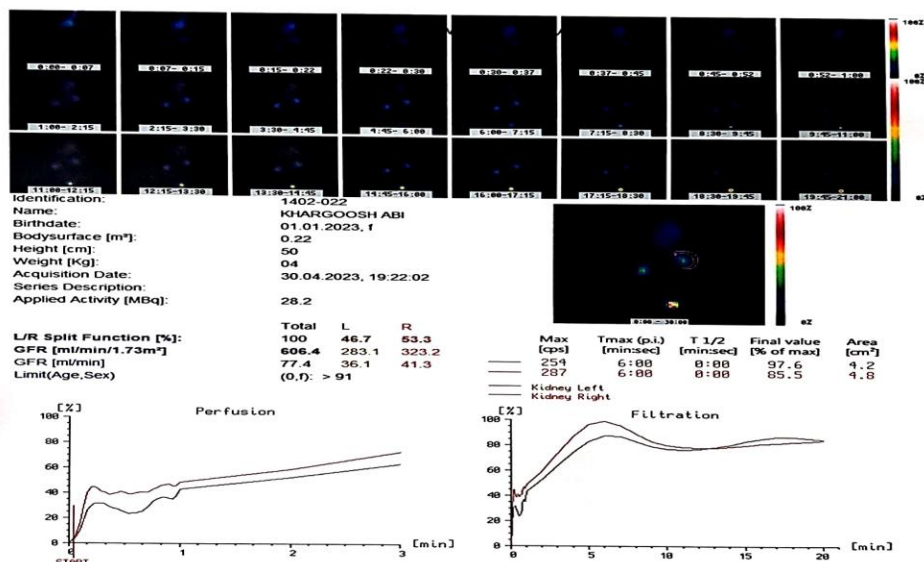 100%
0:00- 0:07 0:07- 0:15 0:15- 0:22 0:22- 0:30 0:30- 0:37 0:37- 0:45 0:45- 0:52 0:52- 1:00
0%
100%
1:00- 2:15 2:15- 3:30 3:30- 4:45 4:45- 6:00 6:00- 7:15 7:15- 8:30 8:30- 9:45 9:45-11:00
11:00-12:15 12:15-13:30 13:30-14:45 14:45-16:00 16:00-17:15 17:15-18:30 18:30-19:45 19:45-21:00
0%
Identification: 1402-022
Name: KHARGOOSH ABI
Birthdate: 01.01.2023, f
Bodysurface [m²]: 0.22
Height [cm]: 50
Weight [Kg]: 04
Acquisition Date: 30.04.2023, 19:22:02
Series Description:
Applied Activity [MBq]: 28.2
100%
0%
Total L R
L/R Split Function [%]: 100 46.7 53.3
GFR [ml/min/1.73m²] 606.4 283.1 323.2
GFR [ml/min] 77.4 36.1 41.3
Limit(Age,Sex) (0,f): > 91
Max Tmax (p.i.) T 1/2 Final value Area
[cps] [min:sec] [min:sec] [% of max] [cm²]
254 6:00 0:00 97.6 4.2
287 6:00 0:00 85.5 4.8
Kidney Left
Kidney Right
[%] Perfusion
100
80
60
40
20
0
0 1 2 3 [min]
START
[%] Filtration
100
80
60
40
20
0
0 5 10 15 20 [min]